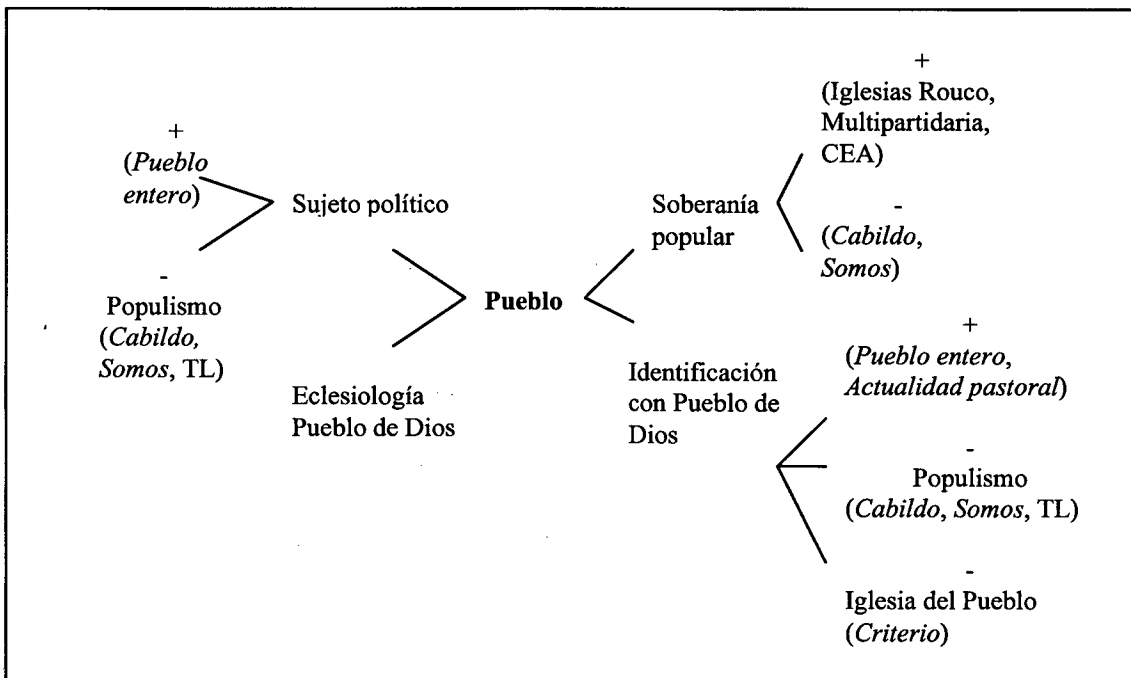 +
(Pueblo
entero)
-
Populismo
(Cabildo,
Somos, TL)
Sujeto político
Eclesiología
Pueblo de Dios
Pueblo
Soberanía
popular
Identificación
con Pueblo de
Dios
+
(Iglesias Rouco,
Multipartidaria,
CEA)
-
(Cabildo,
Somos)
+
(Pueblo entero,
Actualidad pastoral)
-
Populismo
(Cabildo, Somos, TL)
-
Iglesia del Pueblo
(Criterio)